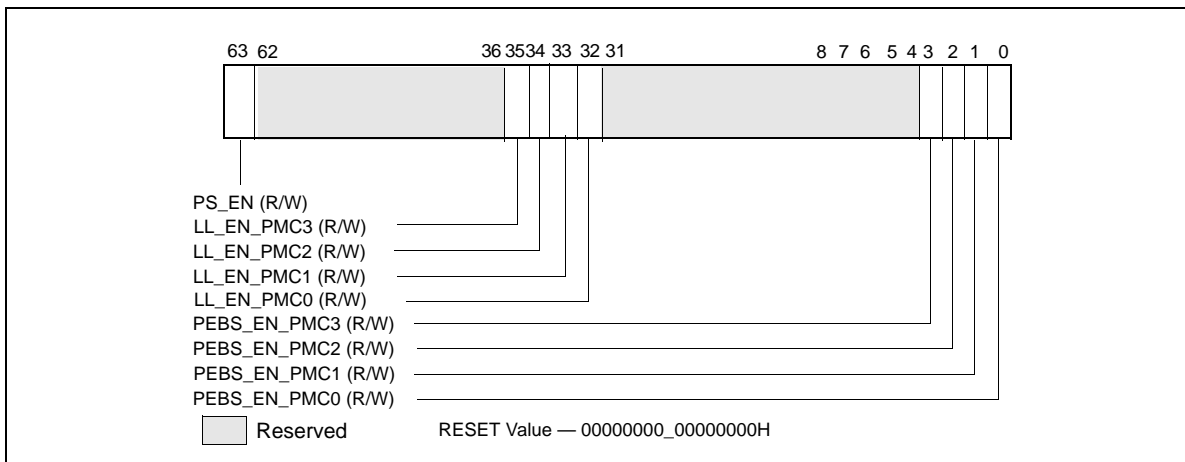 63 62 36 35 34 33 32 31 8 7 6 5 4 3 2 1 0
PS_EN (R/W)
LL_EN_PMC3 (R/W)
LL_EN_PMC2 (R/W)
LL_EN_PMC1 (R/W)
LL_EN_PMC0 (R/W)
PEBS_EN_PMC3 (R/W)
PEBS_EN_PMC2 (R/W)
PEBS_EN_PMC1 (R/W)
PEBS_EN_PMC0 (R/W)
Reserved RESET Value — 00000000_00000000H